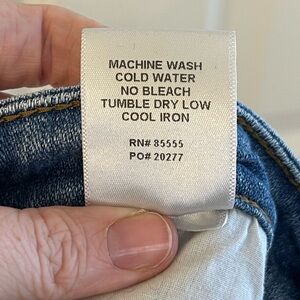 MACHINE WASH
COLD WATER
NO BLEACH
TUMBLE DRY LOW
COOL IRON
RN# 85555
PO# 20277